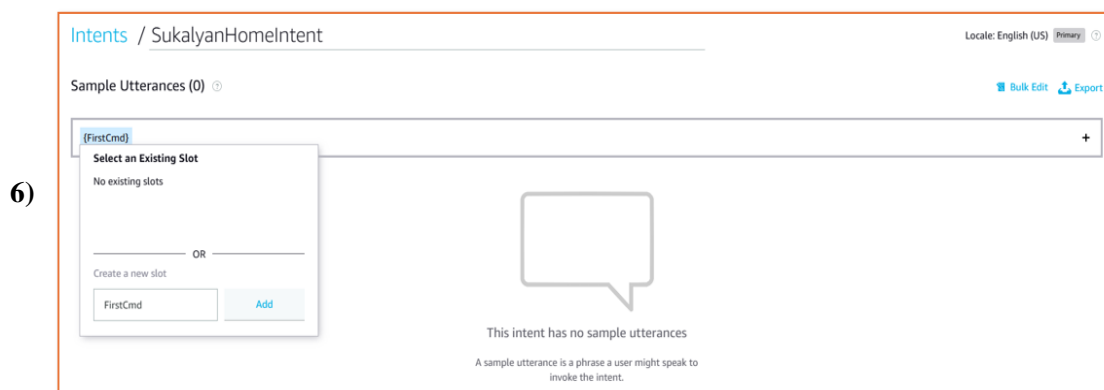 Intents / SukalyanHomeIntent
Locale: English (US) Primary ?
Sample Utterances (0) ?
Bulk Edit Export
{FirstCmd} +
Select an Existing Slot
No existing slots
6)
OR
Create a new slot
FirstCmd Add
This intent has no sample utterances
A sample utterance is a phrase a user might speak to
invoke the intent.